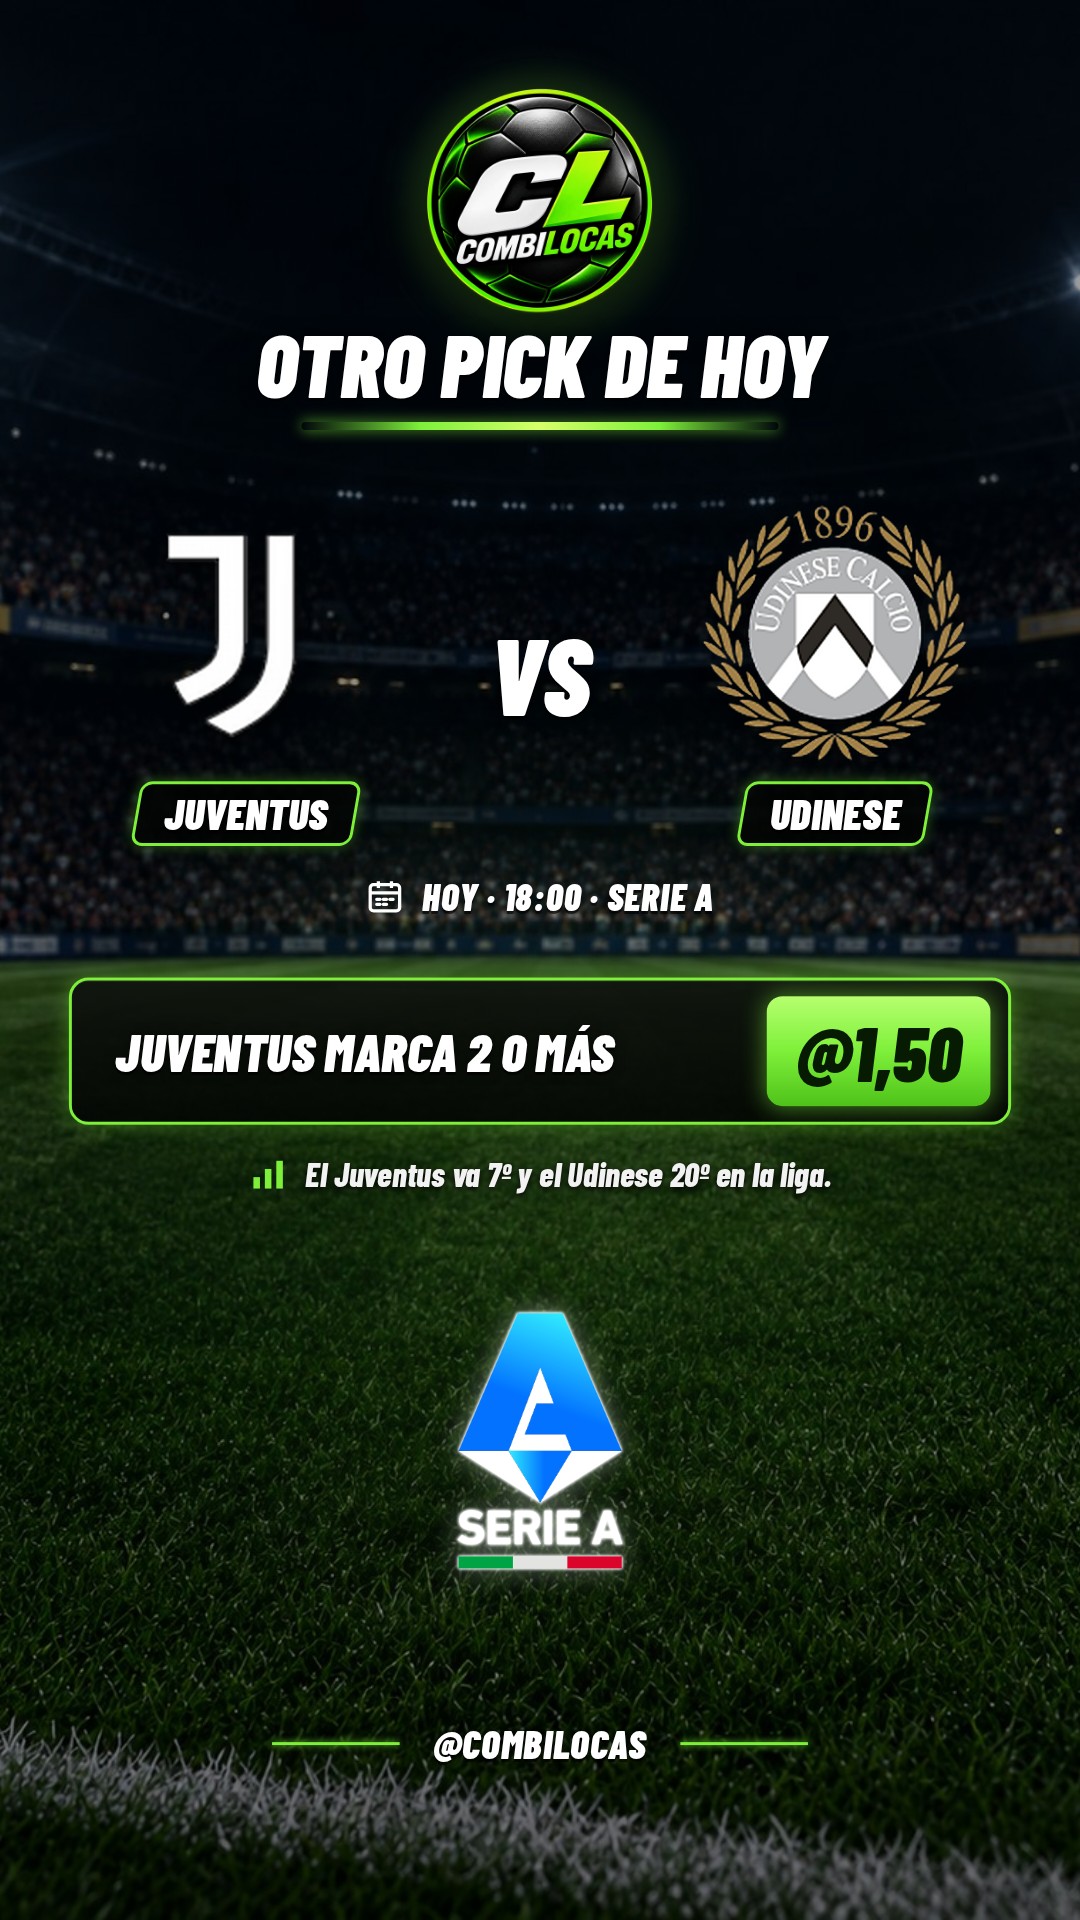 CL
COMBILOCAS
OTRO PICK DE HOY
1896
UDINESE CALCIO
VS
JUVENTUS
UDINESE
HOY · 18:00 · SERIE A
JUVENTUS MARCA 2 O MÁS
@1,50
El Juventus va 7º y el Udinese 20º en la liga.
SERIE A
@COMBILOCAS